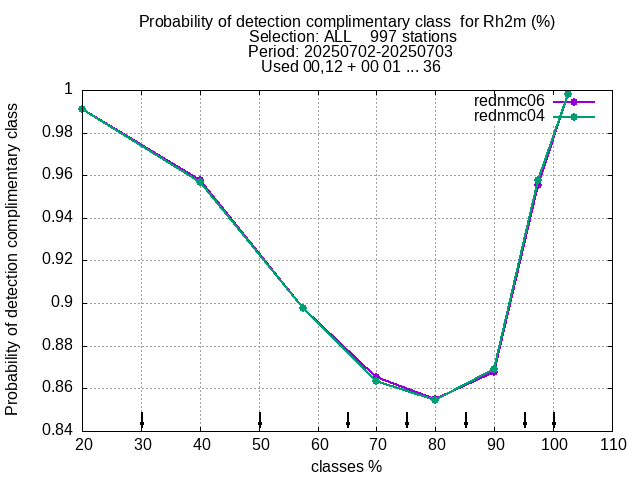 Probability of detection complimentary class  for Rh2m (%)
Selection: ALL    997 stations
Period: 20250702-20250703
Used 00,12 + 00 01 ... 36
rednmc06
rednmc04
Probability of detection complimentary class
1
0.98
0.96
0.94
0.92
0.9
0.88
0.86
0.84
20 30 40 50 60 70 80 90 100 110
classes %